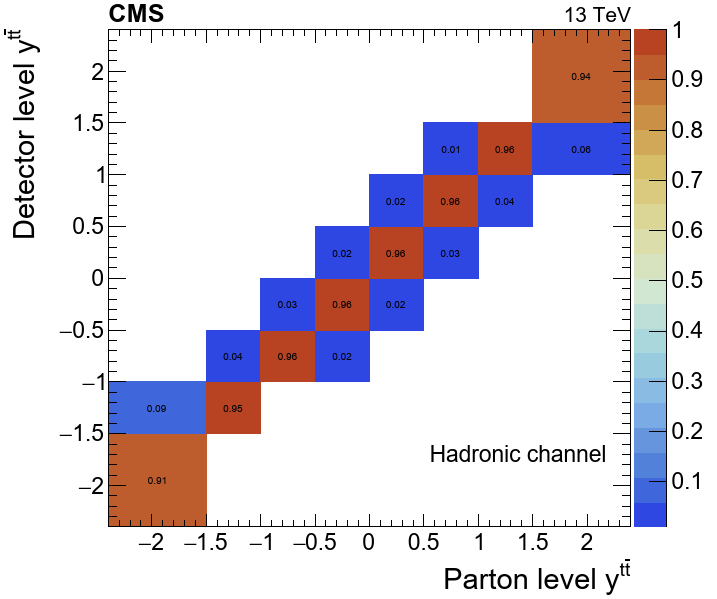 CMS 13 TeV
Detector level y^tt̄
2
1.5
1
0.5
0
−0.5
−1
−1.5
−2
0.94
0.01 0.96 0.06
0.02 0.96 0.04
0.02 0.96 0.03
0.03 0.96 0.02
0.04 0.96 0.02
0.09 0.95
0.91
Hadronic channel
−2 −1.5 −1 −0.5 0 0.5 1 1.5 2
Parton level y^tt̄
1
0.9
0.8
0.7
0.6
0.5
0.4
0.3
0.2
0.1